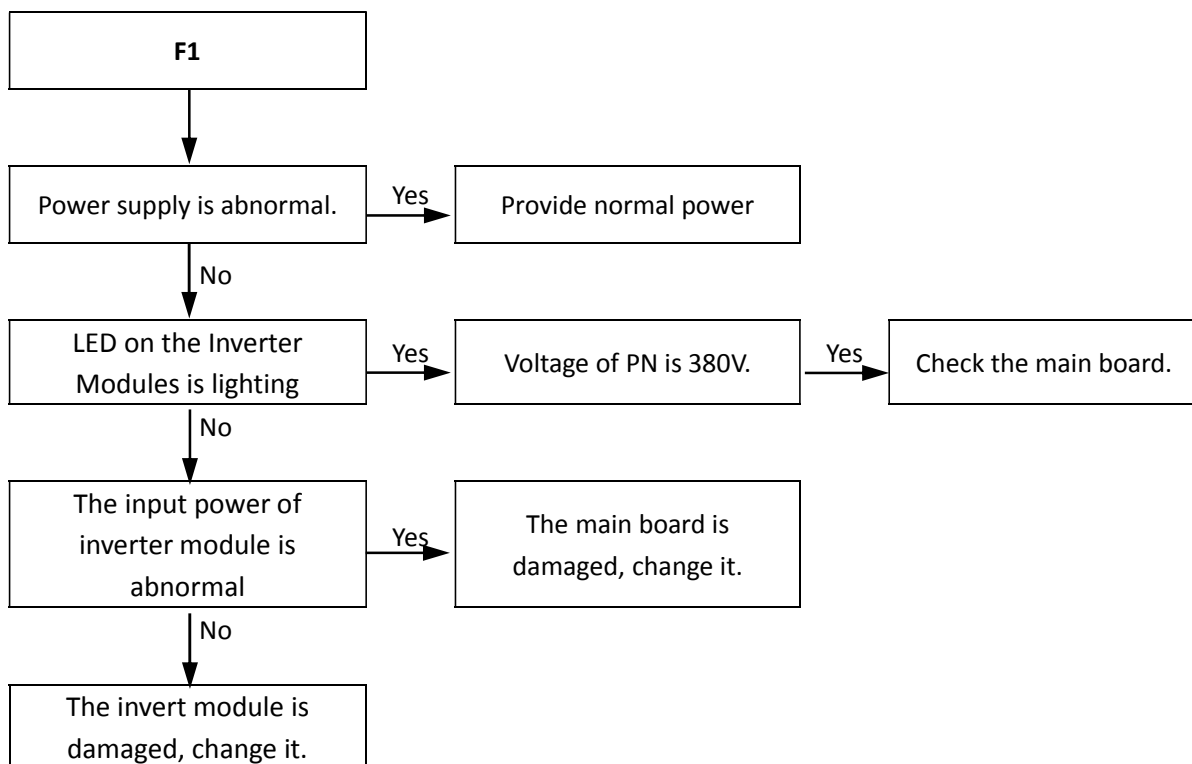 F1
Power supply is abnormal.
Yes
Provide normal power
No
LED on the Inverter
Modules is lighting
Yes
Voltage of PN is 380V.
Yes
Check the main board.
No
The input power of
inverter module is
abnormal
Yes
The main board is
damaged, change it.
No
The invert module is
damaged, change it.